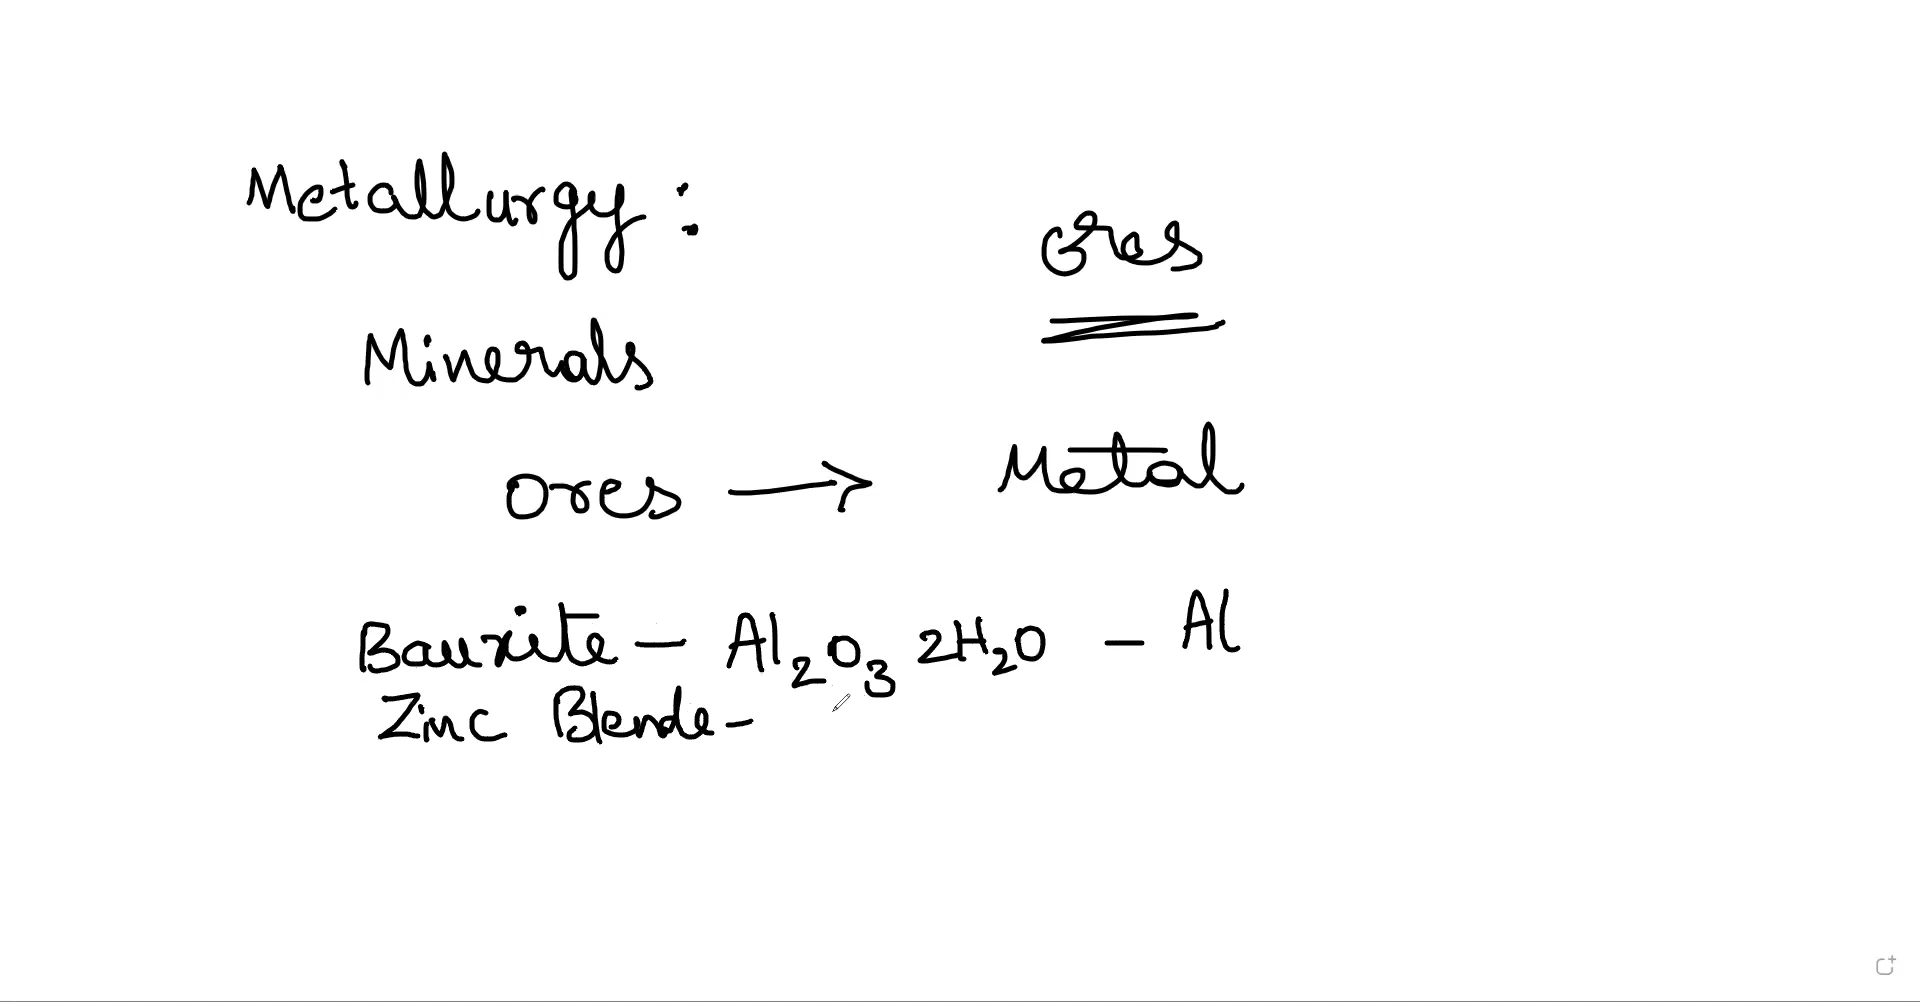 Metallurgy :
Ores
Minerals
Ores → Metal
Bauxite – Al₂O₃ 2H₂O – Al
Zinc Blende –